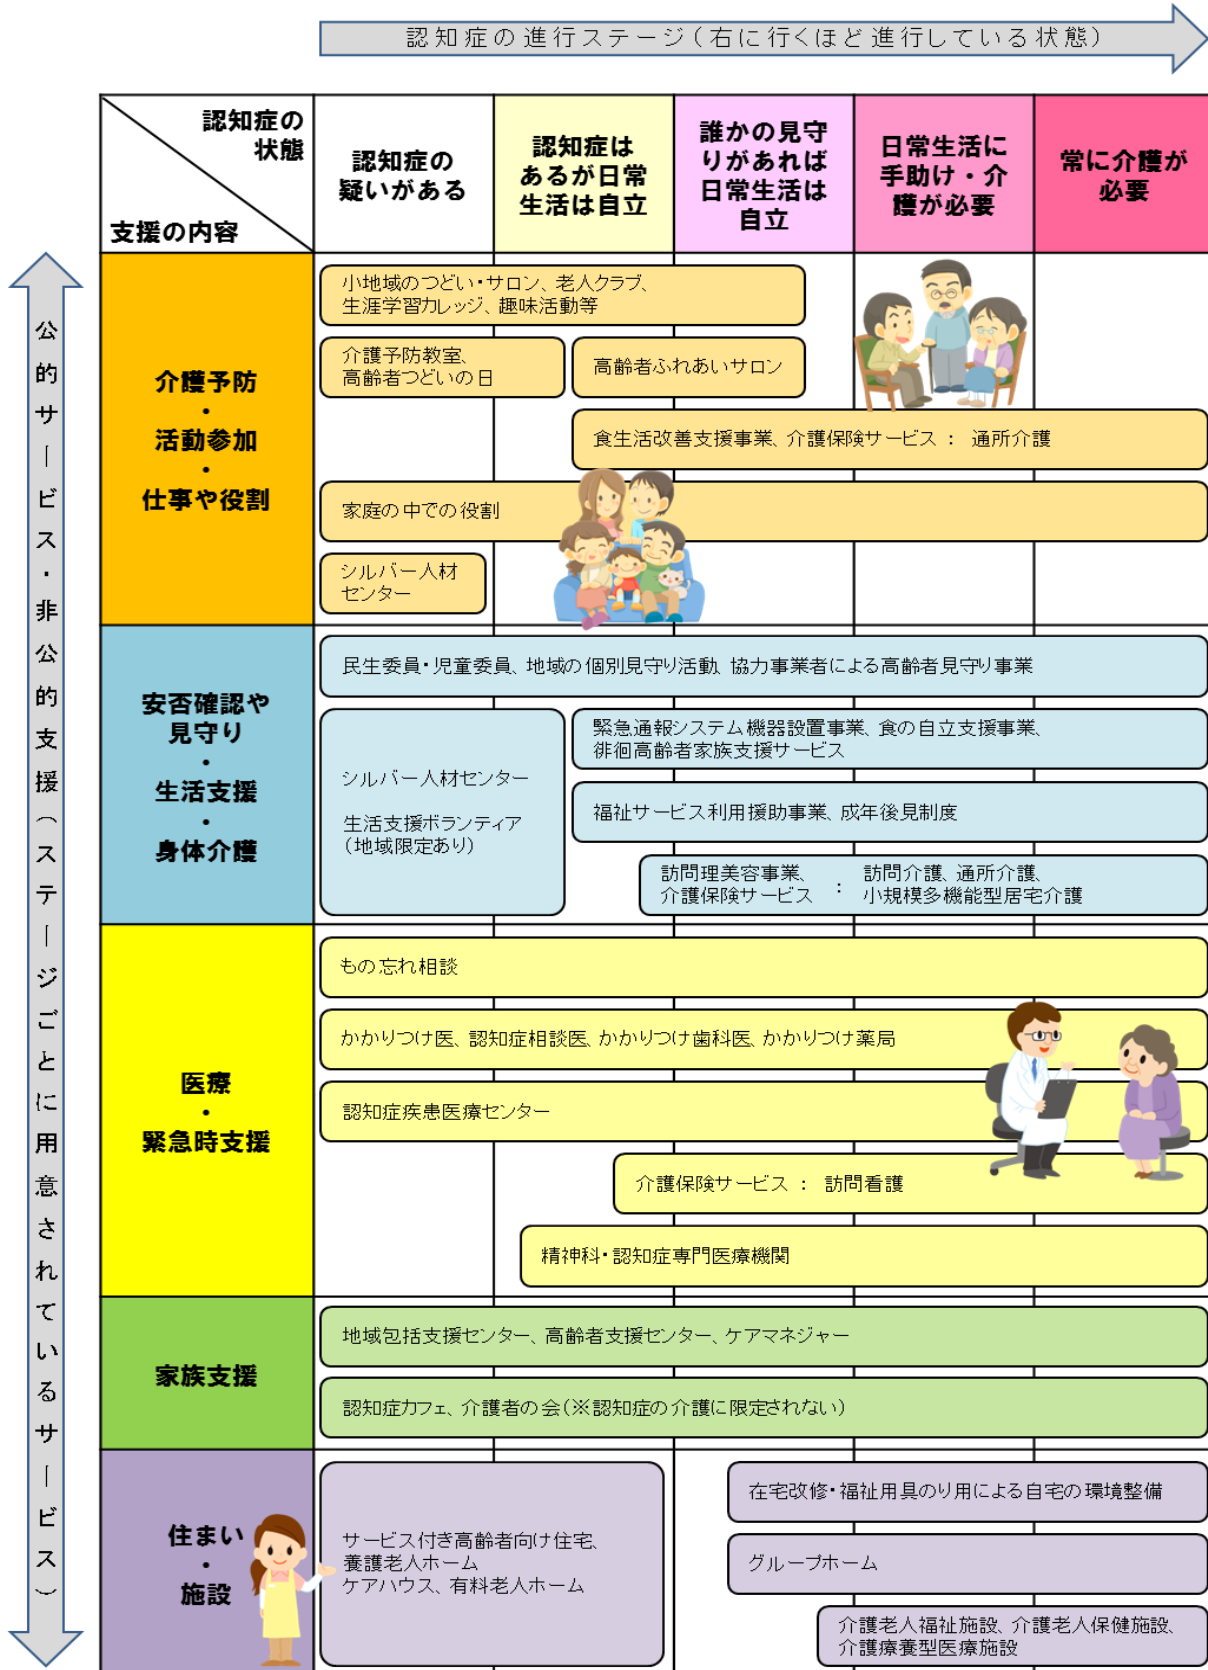 認知症の進行ステージ（右に行くほど進行している状態）
認知症の
状態
支援の内容
認知症の
疑いがある
認知症は
あるが日常
生活は自立
誰かの見守
りがあれば
日常生活は
自立
日常生活に
手助け・介
護が必要
常に介護が
必要
公的サービス・非公的支援（ステージごとに用意されているサービス）
介護予防
・
活動参加
・
仕事や役割
小地域のつどい・サロン、老人クラブ、
生涯学習カレッジ、趣味活動等
介護予防教室、
高齢者つどいの日
高齢者ふれあいサロン
食生活改善支援事業、介護保険サービス ： 通所介護
家庭の中での役割
シルバー人材
センター
安否確認や
見守り
・
生活支援
・
身体介護
民生委員・児童委員、地域の個別見守り活動、協力事業者による高齢者見守り事業
シルバー人材センター
生活支援ボランティア
（地域限定あり）
緊急通報システム機器設置事業、食の自立支援事業、
徘徊高齢者家族支援サービス
福祉サービス利用援助事業、成年後見制度
訪問理美容事業、
介護保険サービス ： 訪問介護、通所介護、
小規模多機能型居宅介護
医療
・
緊急時支援
もの忘れ相談
かかりつけ医、認知症相談医、かかりつけ歯科医、かかりつけ薬局
認知症疾患医療センター
介護保険サービス ： 訪問看護
精神科・認知症専門医療機関
家族支援
地域包括支援センター、高齢者支援センター、ケアマネジャー
認知症カフェ、介護者の会（※認知症の介護に限定されない）
住まい
・
施設
サービス付き高齢者向け住宅、
養護老人ホーム
ケアハウス、有料老人ホーム
在宅改修・福祉用具のり用による自宅の環境整備
グループホーム
介護老人福祉施設、介護老人保健施設、
介護療養型医療施設